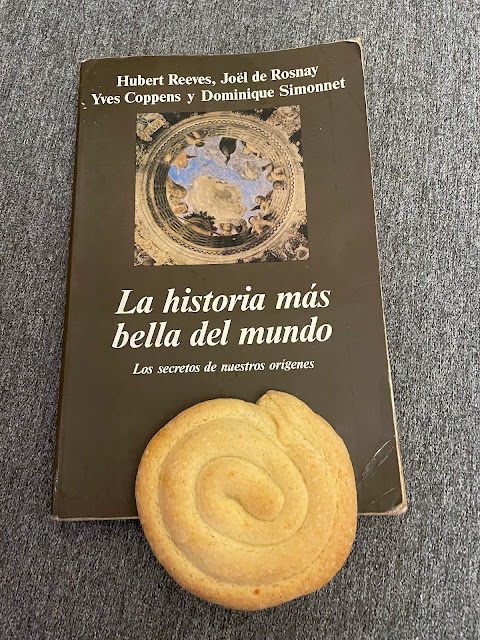 Hubert Reeves, Joël de Rosnay
Yves Coppens y Dominique Simonnet
La historia más
bella del mundo
Los secretos de nuestros orígenes